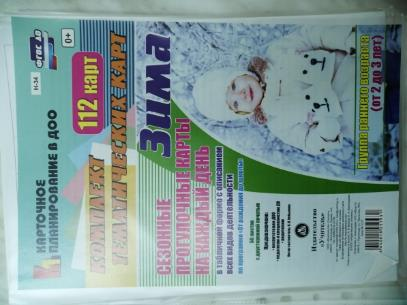 ФГОС ДО
Н-34
0+
КАРТОЧНОЕ
ПЛАНИРОВАНИЕ В ДОО
КОМПЛЕКТ
ТЕМАТИЧЕСКИХ КАРТ
112 карт
Зима
СЕЗОННЫЕ
ПРОГУЛОЧНЫЕ КАРТЫ
НА КАЖДЫЙ ДЕНЬ
в табличной форме с описанием
всех видов деятельности
Группа раннего возраста
(от 2 до 3 лет)
Издательство
«Учитель»